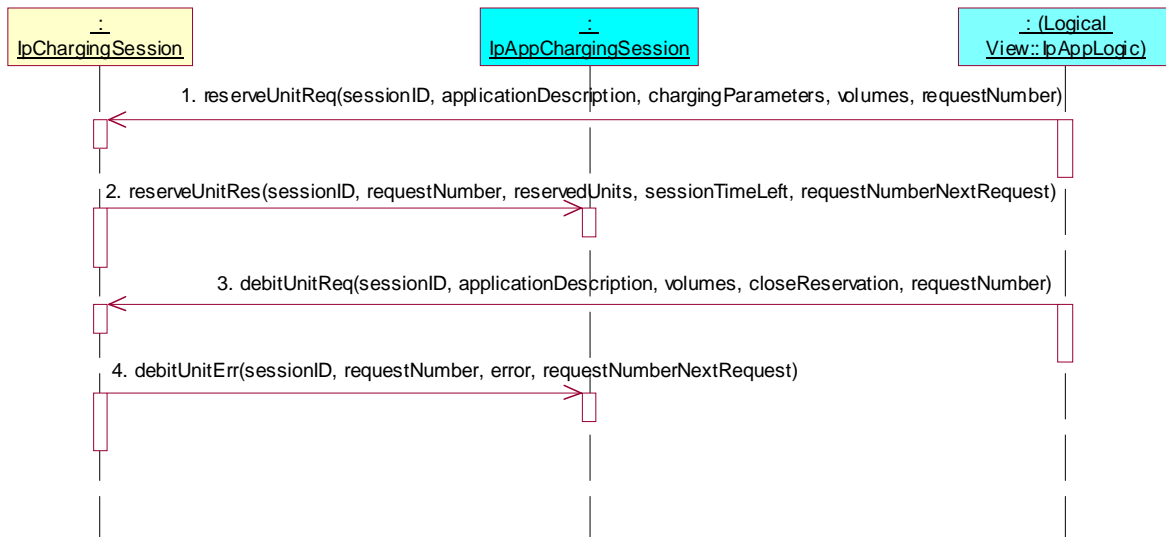 :
IpChargingSession
:
IpAppChargingSession
: (Logical
View::IpAppLogic)
1. reserveUnitReq(sessionID, applicationDescription, chargingParameters, volumes, requestNumber)
2. reserveUnitRes(sessionID, requestNumber, reservedUnits, sessionTimeLeft, requestNumberNextRequest)
3. debitUnitReq(sessionID, applicationDescription, volumes, closeReservation, requestNumber)
4. debitUnitErr(sessionID, requestNumber, error, requestNumberNextRequest)